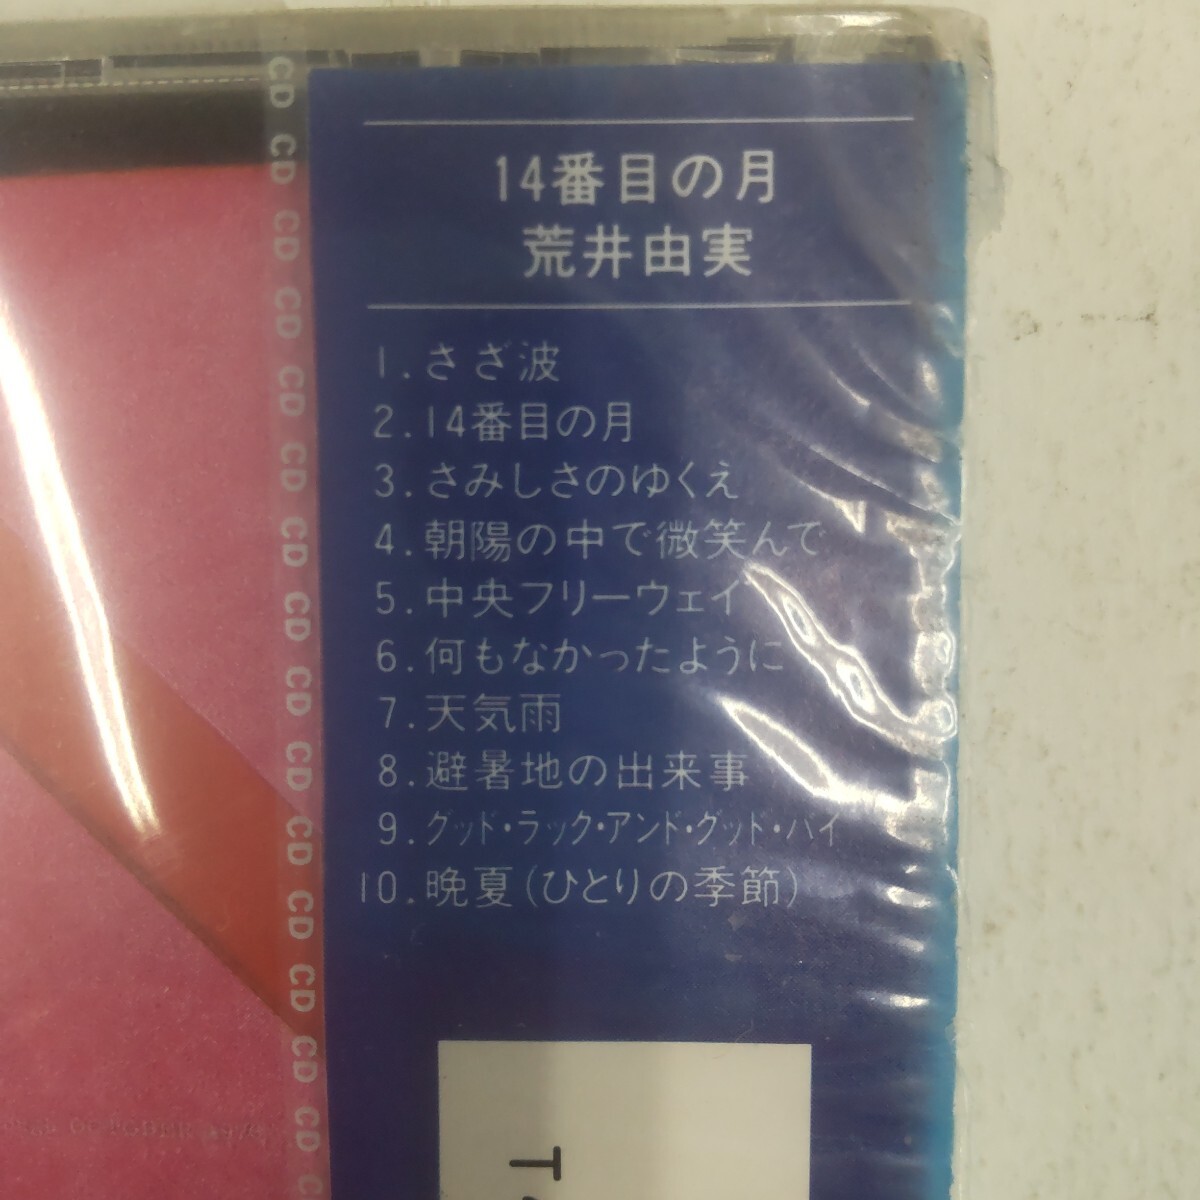 14番目の月
荒井由実
1.さざ波
2.14番目の月
3.さみしさのゆくえ
4.朝陽の中で微笑んで
5.中央フリーウェイ
6.何もなかったように
7.天気雨
8.避暑地の出来事
9.グッド・ラック・アンド・グッド・バイ
10.晩夏(ひとりの季節)
CD CD CD CD CD CD CD CD CD CD CD CD CD CD CD